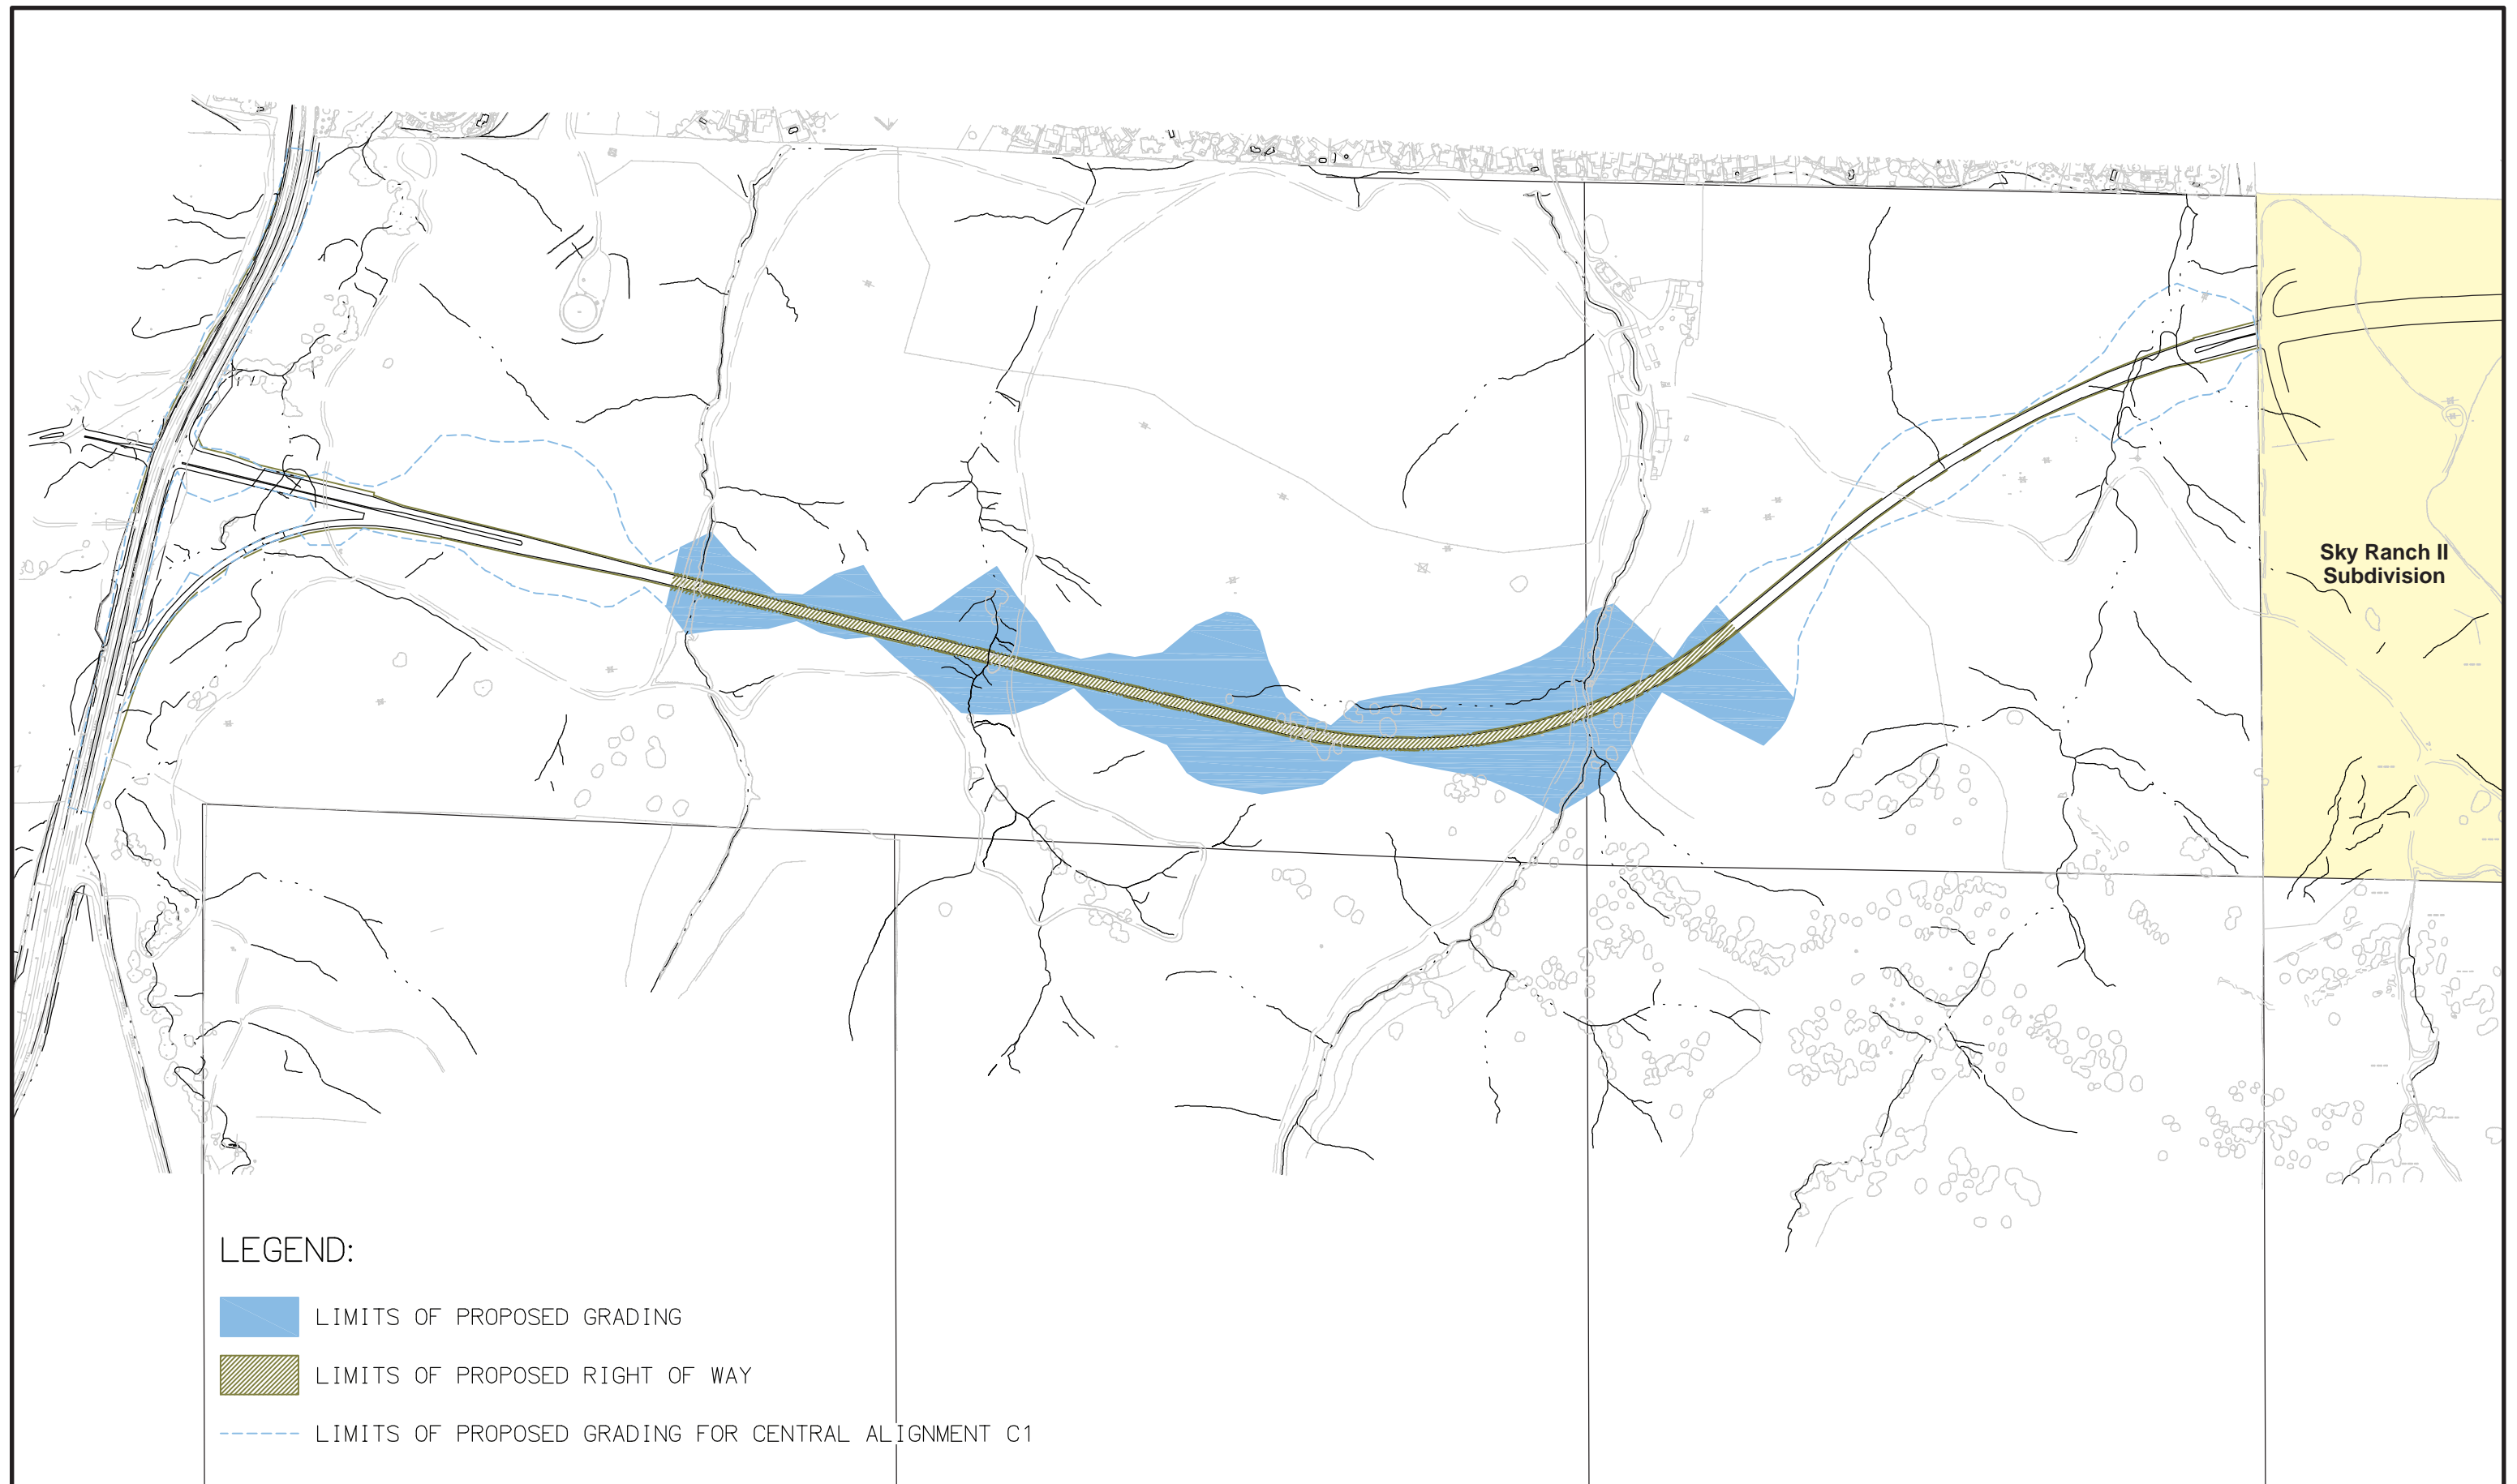 Sky Ranch II
Subdivision
LEGEND:
LIMITS OF PROPOSED GRADING
LIMITS OF PROPOSED RIGHT OF WAY
LIMITS OF PROPOSED GRADING FOR CENTRAL ALIGNMENT C1